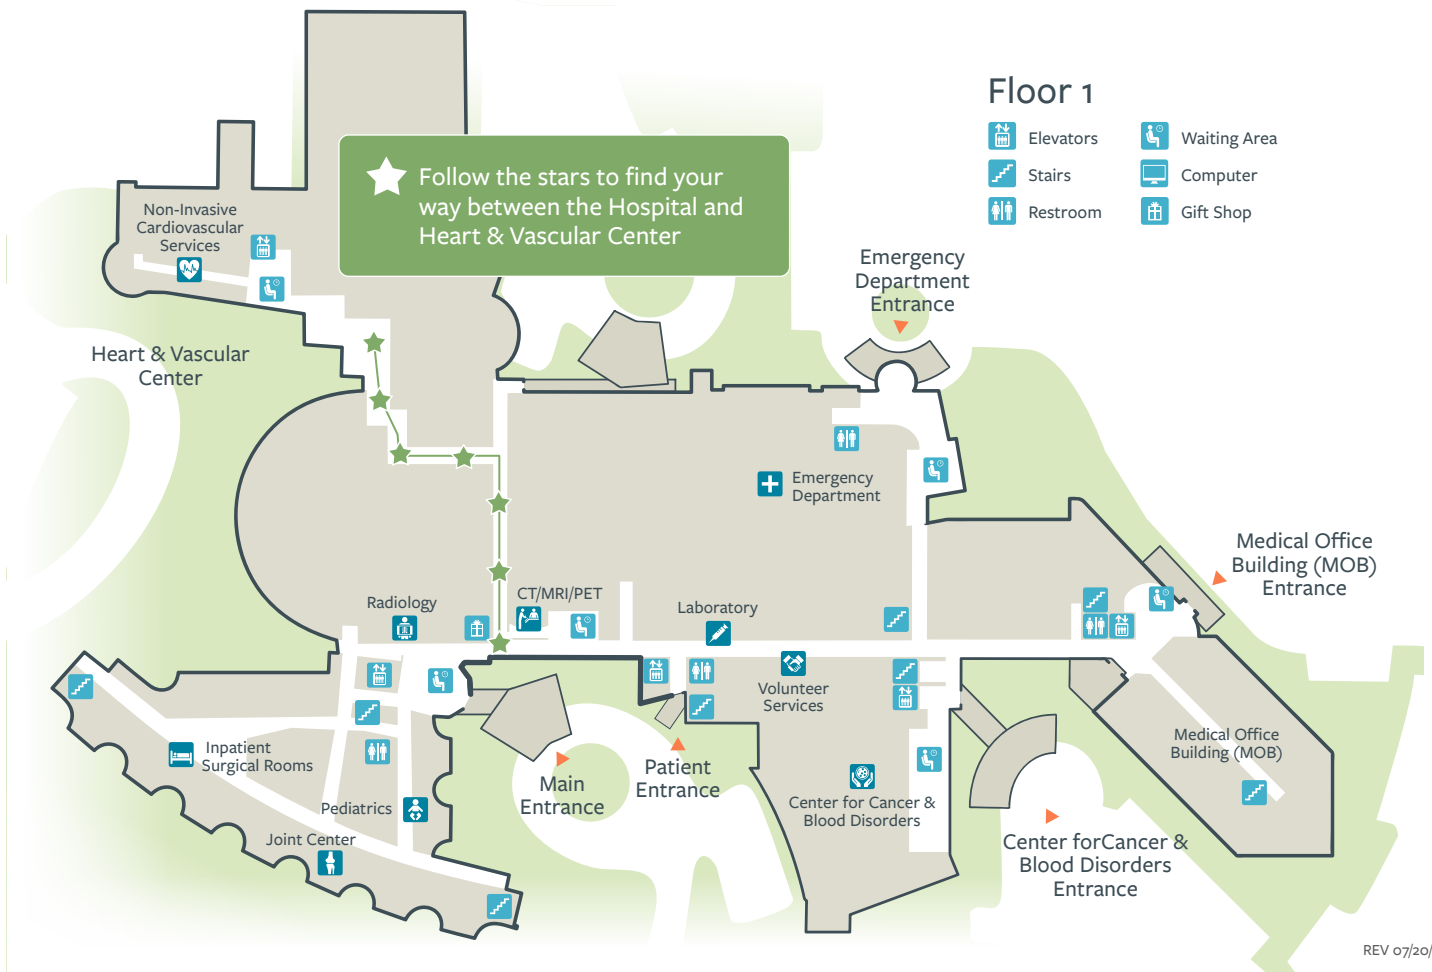 Floor 1
Elevators
Waiting Area
Stairs
Computer
Restroom
Gift Shop
Follow the stars to find your
way between the Hospital and
Heart & Vascular Center
Non-Invasive
Cardiovascular
Services
Emergency
Department
Entrance
Heart & Vascular
Center
Emergency
Department
Medical Office
Building (MOB)
Entrance
Radiology
CT/MRI/PET
Laboratory
Volunteer
Services
Inpatient
Surgical Rooms
Pediatrics
Joint Center
Main
Entrance
Patient
Entrance
Center for Cancer &
Blood Disorders
Center forCancer &
Blood Disorders
Entrance
Medical Office
Building (MOB)
REV 07/20/